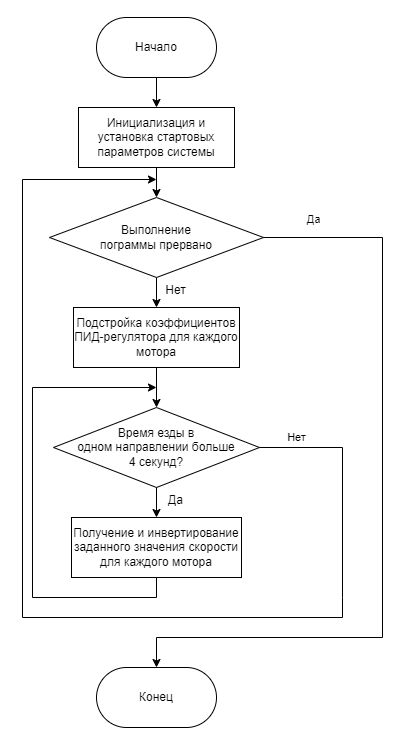 Начало
Инициализация и
установка стартовых
параметров системы
Выполнение
пограммы прервано
Да
Нет
Подстройка коэффициентов
ПИД-регулятора для каждого
мотора
Время езды в
одном направлении больше
4 секунд?
Нет
Да
Получение и инвертирование
заданного значения скорости
для каждого мотора
Конец